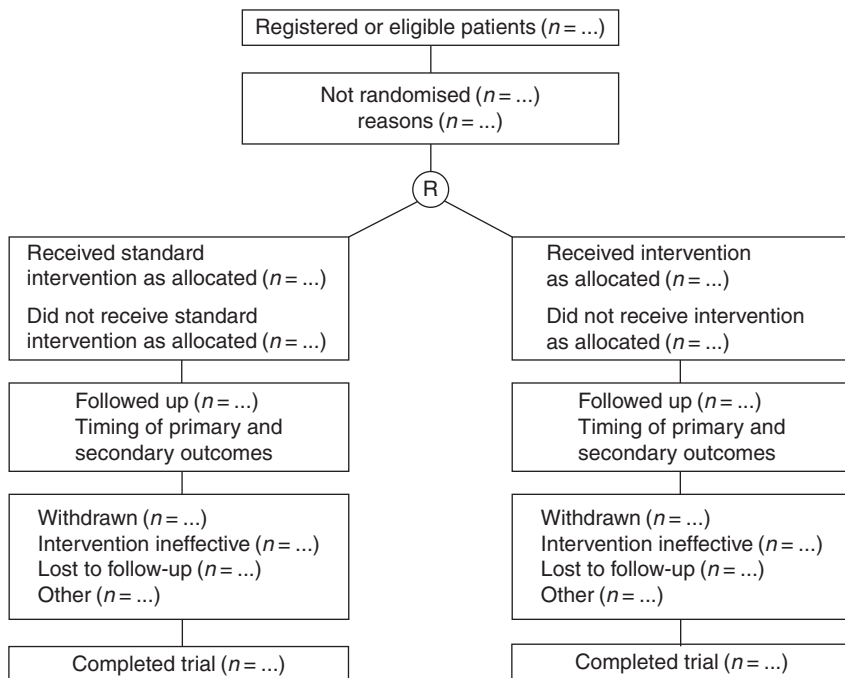 Registered or eligible patients (n = ...)
Not randomised (n = ...)
reasons (n = ...)
R
Received standard
intervention as allocated (n = ...)
Did not receive standard
intervention as allocated (n = ...)
Received intervention
as allocated (n = ...)
Did not receive intervention
as allocated (n = ...)
Followed up (n = ...)
Timing of primary and
secondary outcomes
Followed up (n = ...)
Timing of primary and
secondary outcomes
Withdrawn (n = ...)
Intervention ineffective (n = ...)
Lost to follow-up (n = ...)
Other (n = ...)
Withdrawn (n = ...)
Intervention ineffective (n = ...)
Lost to follow-up (n = ...)
Other (n = ...)
Completed trial (n = ...)
Completed trial (n = ...)